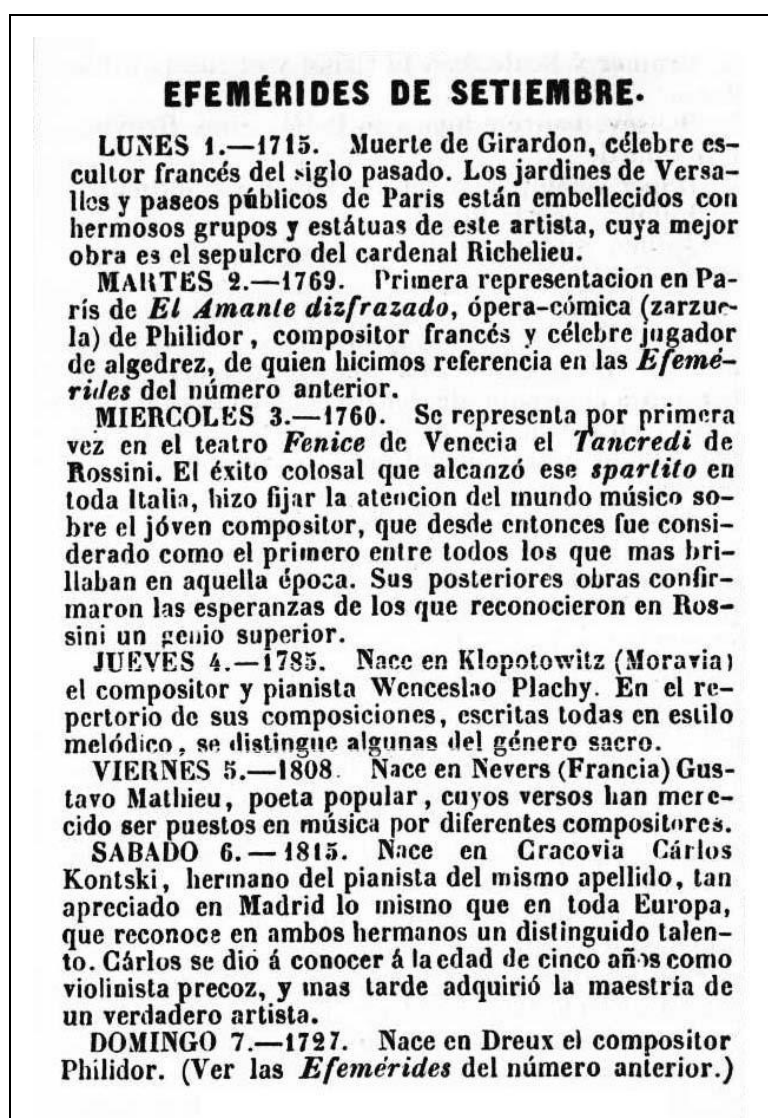 EFEMÉRIDES DE SETIEMBRE.
LUNES 1.—1715. Muerte de Girardon, célebre es-
cultor francés del siglo pasado. Los jardines de Versa-
lles y paseos públicos de Paris están embellecidos con
hermosos grupos y estátuas de este artista, cuya mejor
obra es el sepulcro del cardenal Richelieu.
MARTES 2.—1769. Primera representacion en Pa-
rís de El Amante dizfrazado, ópera-cómica (zarzue-
la) de Philidor, compositor francés y célebre jugador
de algedrez, de quien hicimos referencia en las Efemé-
rides del número anterior.
MIERCOLES 3.—1760. Se representa por primera
vez en el teatro Fenice de Venecia el Tancredi de
Rossini. El éxito colosal que alcanzó ese spartito en
toda Italia, hizo fijar la atencion del mundo músico so-
bre el jóven compositor, que desde entonces fue consi-
derado como el primero entre todos los que mas bri-
llaban en aquella época. Sus posteriores obras confir-
maron las esperanzas de los que reconocieron en Ros-
sini un genio superior.
JUEVES 4.—1785. Nace en Klopotowitz (Moravia)
el compositor y pianista Wenceslao Plachy. En el re-
pertorio de sus composiciones, escritas todas en estilo
melódico, se distingue algunas del género sacro.
VIERNES 5.—1808. Nace en Nevers (Francia) Gus-
tavo Mathieu, poeta popular, cuyos versos han mere-
cido ser puestos en música por diferentes compositores.
SABADO 6.—1815. Nace en Cracovia Cárlos
Kontski, hermano del pianista del mismo apellido, tan
apreciado en Madrid lo mismo que en toda Europa,
que reconoce en ambos hermanos un distinguido talen-
to. Cárlos se dió á conocer á la edad de cinco años como
violinista precoz, y mas tarde adquirió la maestría de
un verdadero artista.
DOMINGO 7.—1727. Nace en Dreux el compositor
Philidor. (Ver las Efemérides del número anterior.)